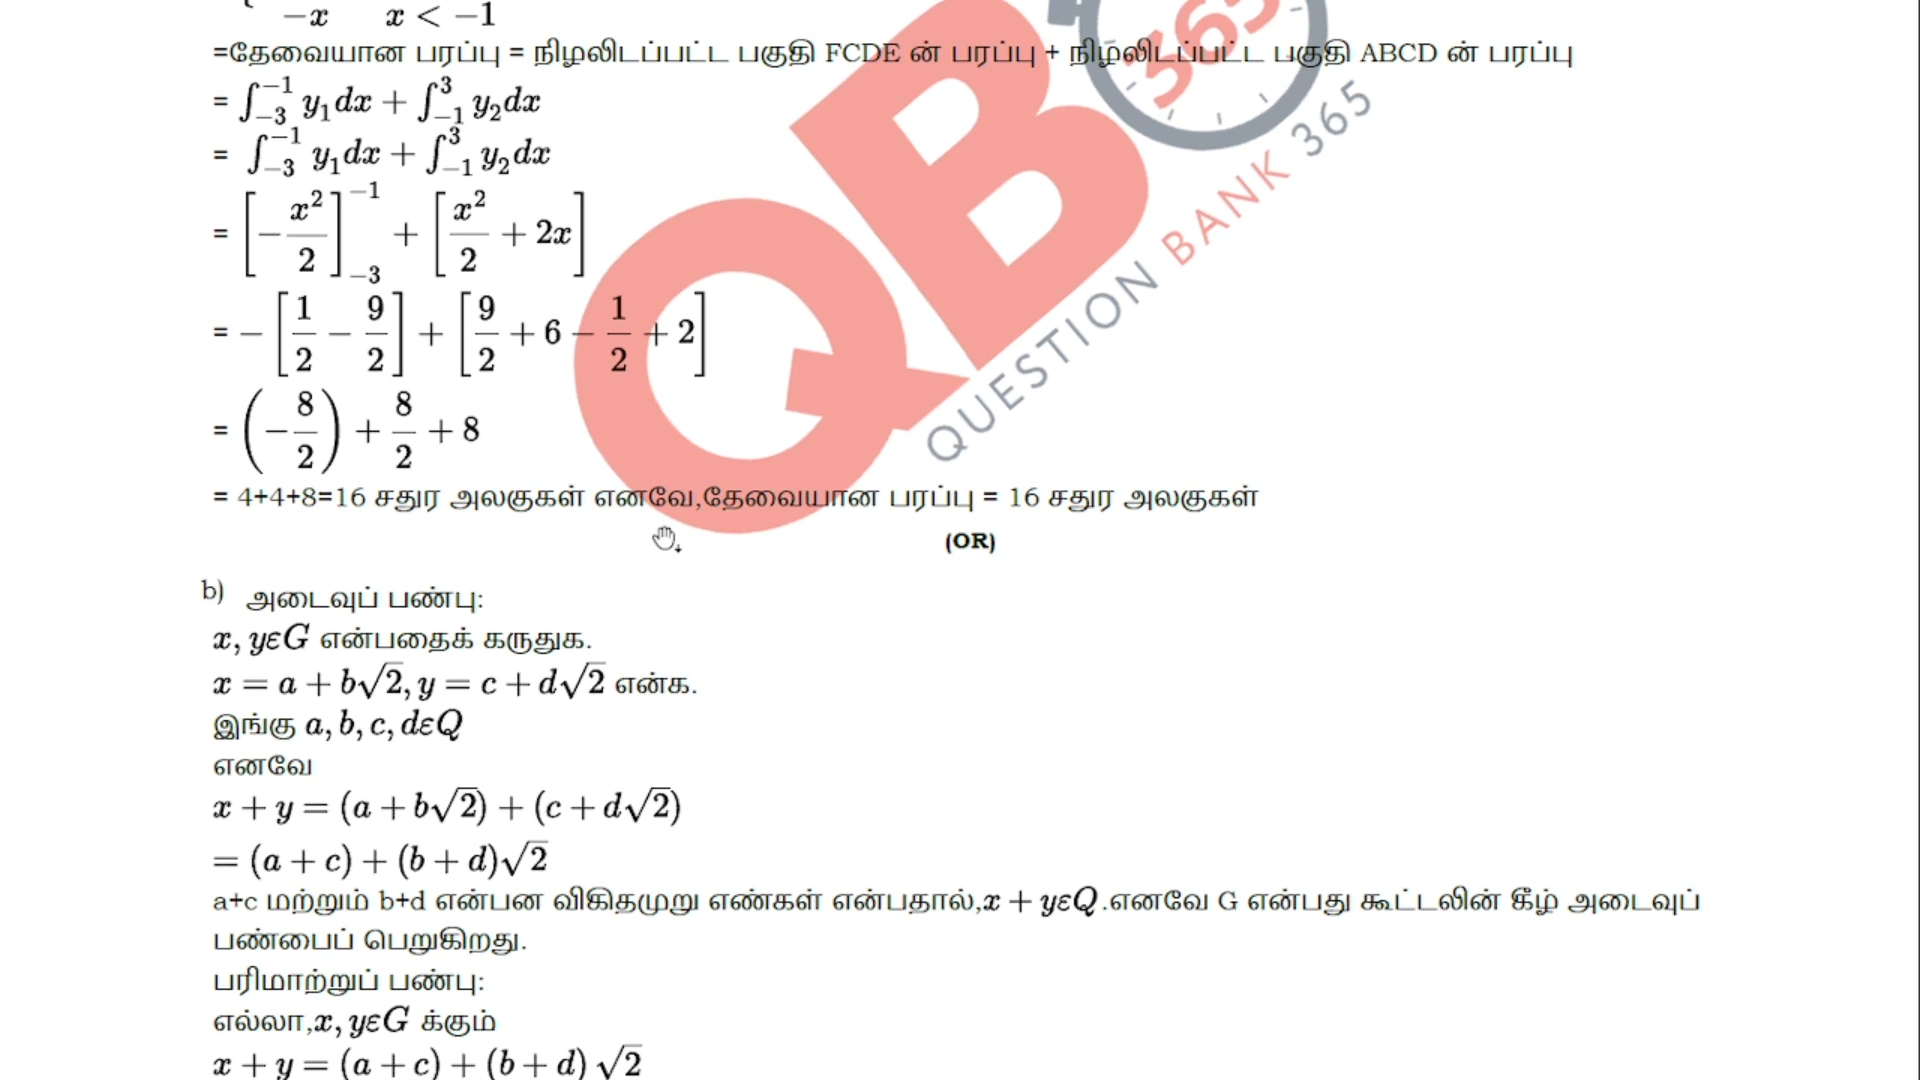 −x x < −1
=தேவையான பரப்பு = நிழலிடப்பட்ட பகுதி FCDE ன் பரப்பு + நிழலிடப்பட்ட பகுதி ABCD ன் பரப்பு
= ∫₋₃⁻¹ y₁dx + ∫₋₁³ y₂dx
= ∫₋₃⁻¹ y₁dx + ∫₋₁³ y₂dx
= [−x²/2]₋₃⁻¹ + [x²/2 + 2x]
= −[1/2 − 9/2] + [9/2 + 6 − 1/2 + 2]
= (−8/2) + 8/2 + 8
= 4+4+8=16 சதுர அலகுகள் எனவே,தேவையான பரப்பு = 16 சதுர அலகுகள்
(OR)
b) அடைவுப் பண்பு:
x, yεG என்பதைக் கருதுக.
x = a + b√2, y = c + d√2 என்க.
இங்கு a, b, c, dεQ
எனவே
x + y = (a + b√2) + (c + d√2)
= (a + c) + (b + d)√2
a+c மற்றும் b+d என்பன விகிதமுறு எண்கள் என்பதால்,x + yεQ.எனவே G என்பது கூட்டலின் கீழ் அடைவுப்
பண்பைப் பெறுகிறது.
பரிமாற்றுப் பண்பு:
எல்லா,x, yεG க்கும்
x + y = (a + c) + (b + d) √2
QB
365
QUESTION BANK 365